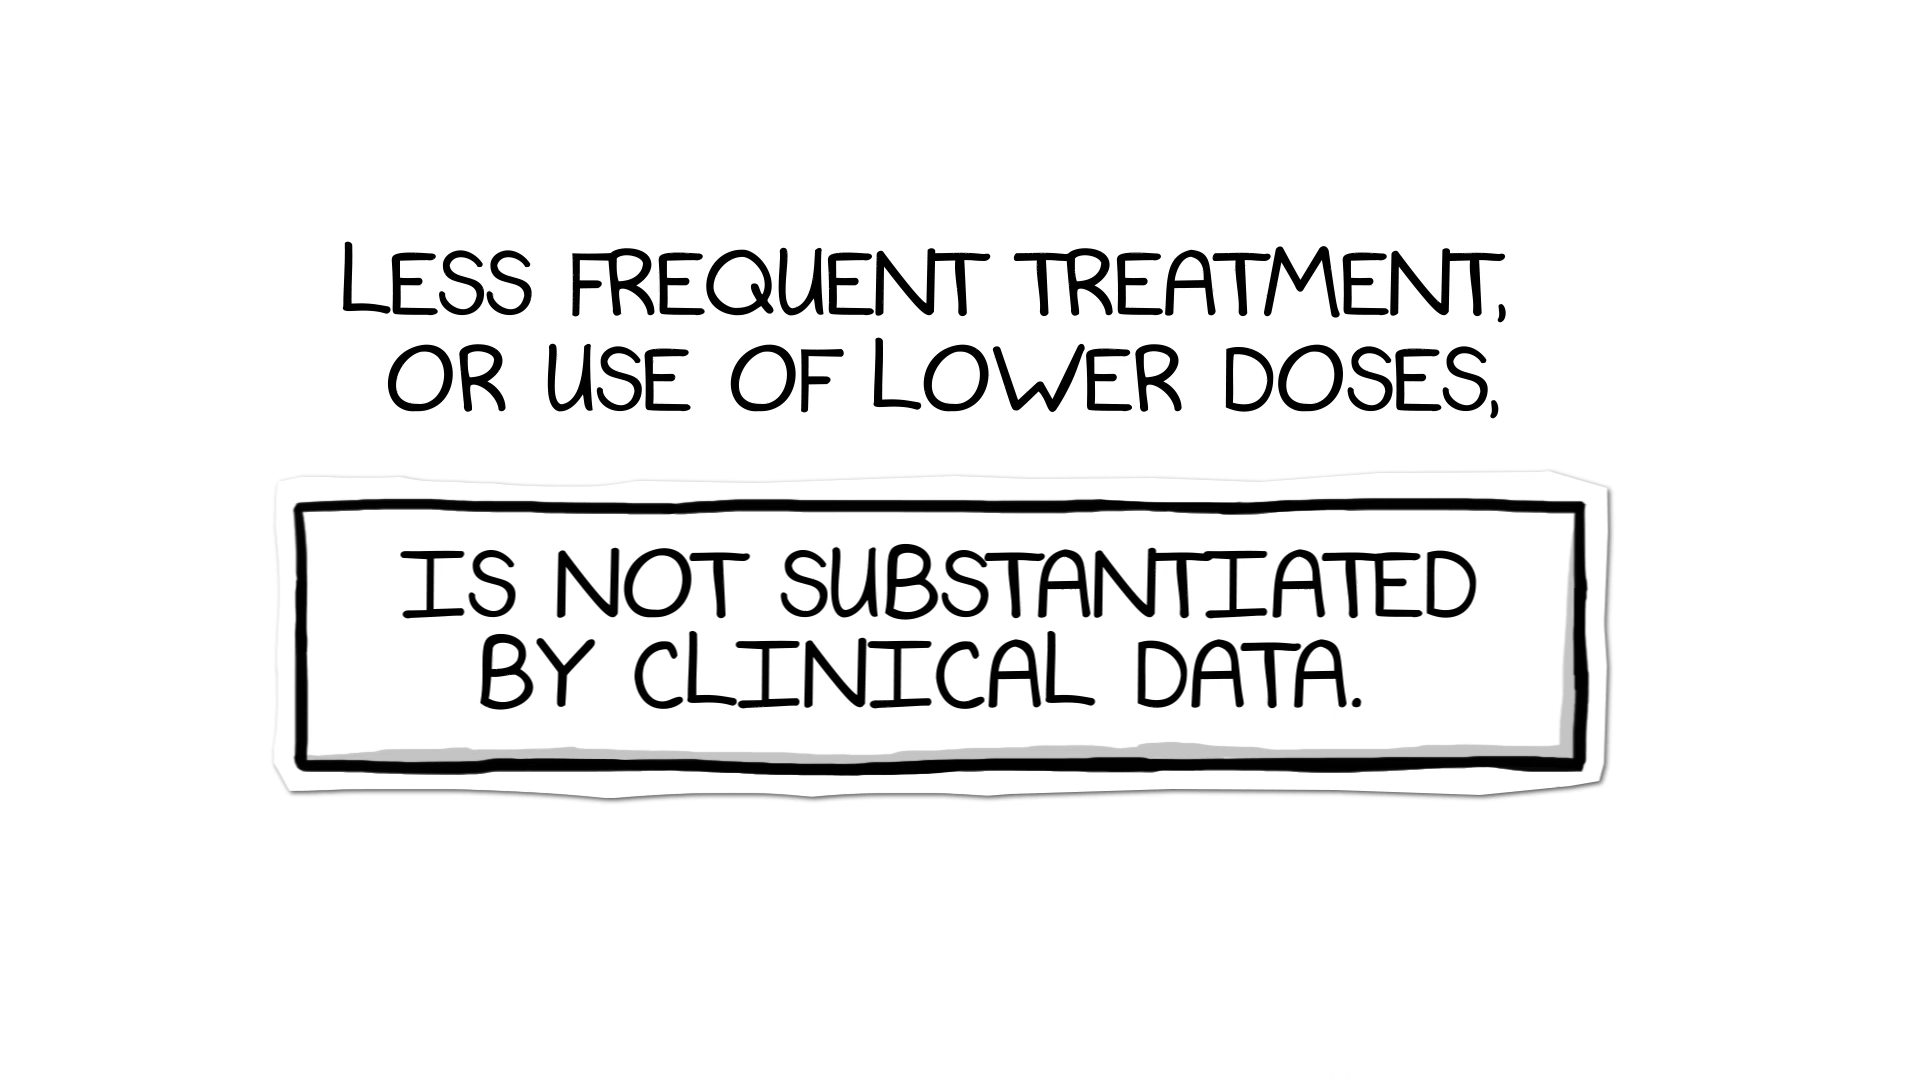 LESS FREQUENT TREATMENT,
OR USE OF LOWER DOSES,
IS NOT SUBSTANTIATED
BY CLINICAL DATA.